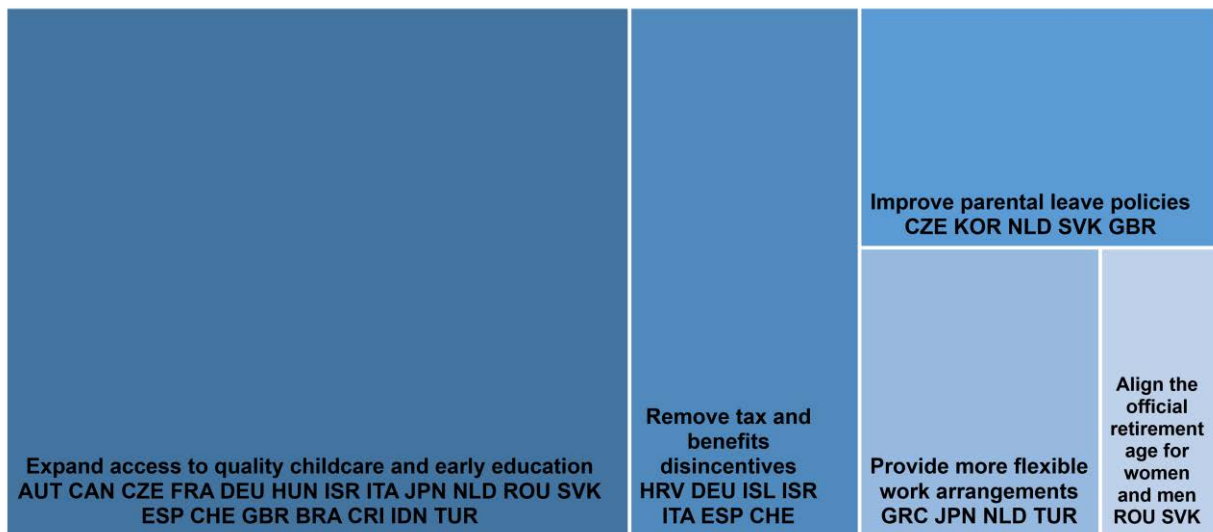 Expand access to quality childcare and early education
AUT CAN CZE FRA DEU HUN ISR ITA JPN NLD ROU SVK
ESP CHE GBR BRA CRI IDN TUR
Remove tax and
benefits
disincentives
HRV DEU ISL ISR
ITA ESP CHE
Improve parental leave policies
CZE KOR NLD SVK GBR
Provide more flexible
work arrangements
GRC JPN NLD TUR
Align the
official
retirement
age for
women
and men
ROU SVK